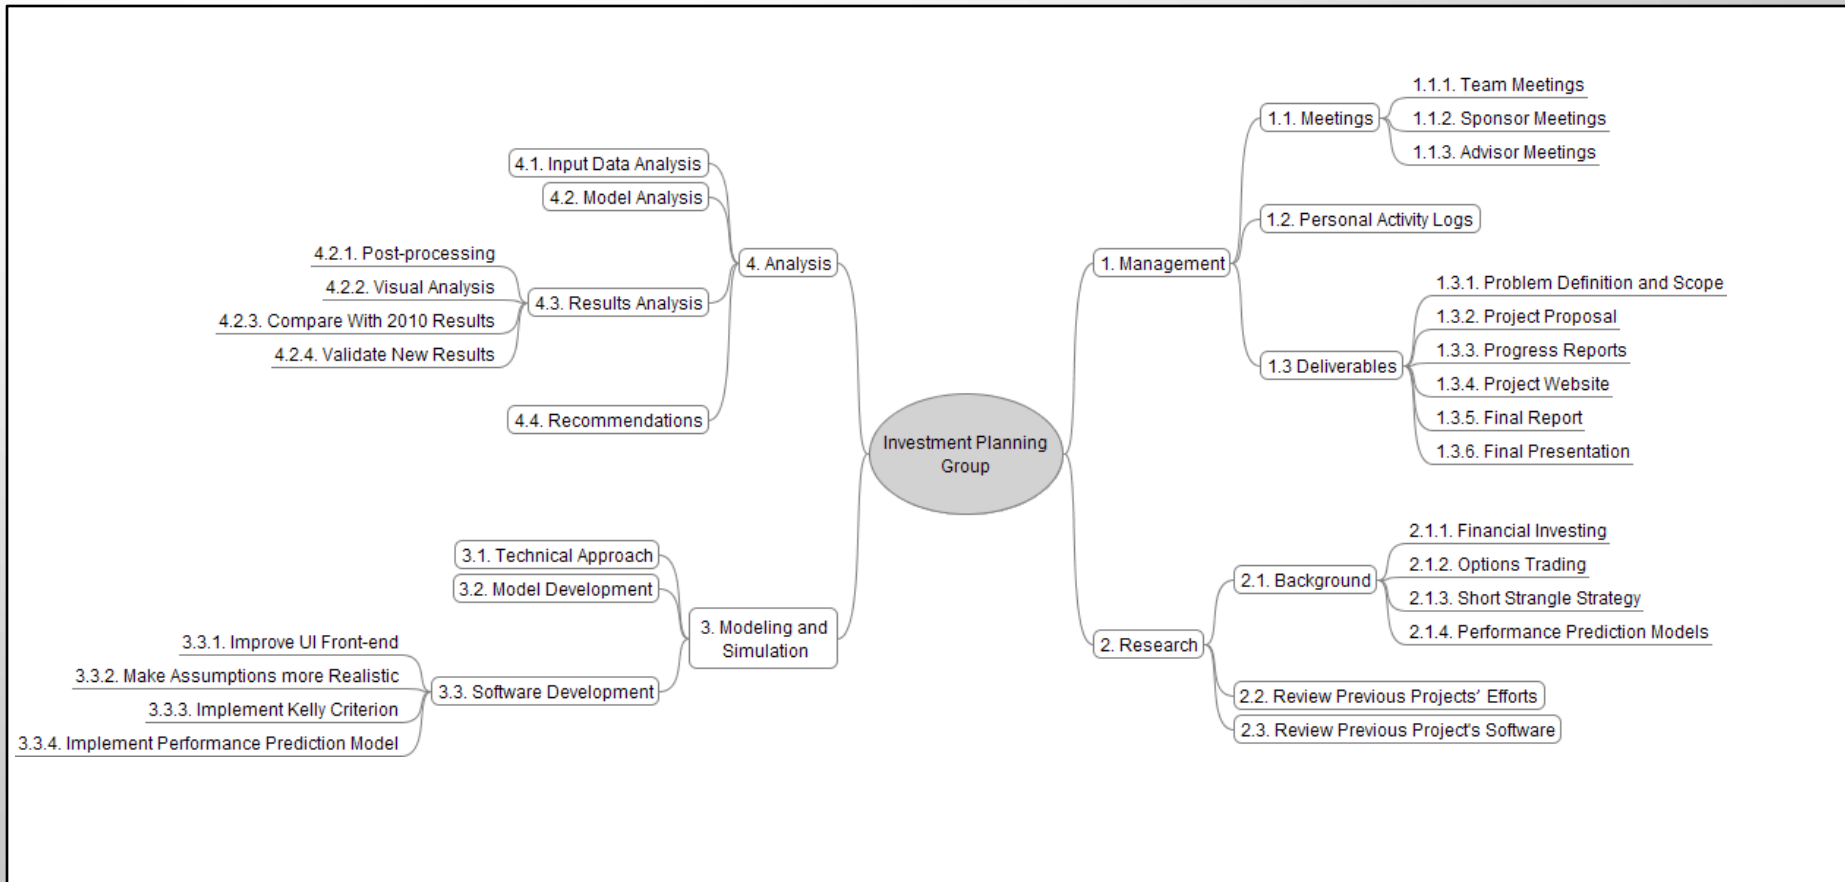 Investment Planning
Group
1. Management
1.1. Meetings
1.1.1. Team Meetings
1.1.2. Sponsor Meetings
1.1.3. Advisor Meetings
1.2. Personal Activity Logs
1.3 Deliverables
1.3.1. Problem Definition and Scope
1.3.2. Project Proposal
1.3.3. Progress Reports
1.3.4. Project Website
1.3.5. Final Report
1.3.6. Final Presentation
2. Research
2.1. Background
2.1.1. Financial Investing
2.1.2. Options Trading
2.1.3. Short Strangle Strategy
2.1.4. Performance Prediction Models
2.2. Review Previous Projects’ Efforts
2.3. Review Previous Project's Software
3. Modeling and
Simulation
3.1. Technical Approach
3.2. Model Development
3.3. Software Development
3.3.1. Improve UI Front-end
3.3.2. Make Assumptions more Realistic
3.3.3. Implement Kelly Criterion
3.3.4. Implement Performance Prediction Model
4. Analysis
4.1. Input Data Analysis
4.2. Model Analysis
4.3. Results Analysis
4.2.1. Post-processing
4.2.2. Visual Analysis
4.2.3. Compare With 2010 Results
4.2.4. Validate New Results
4.4. Recommendations